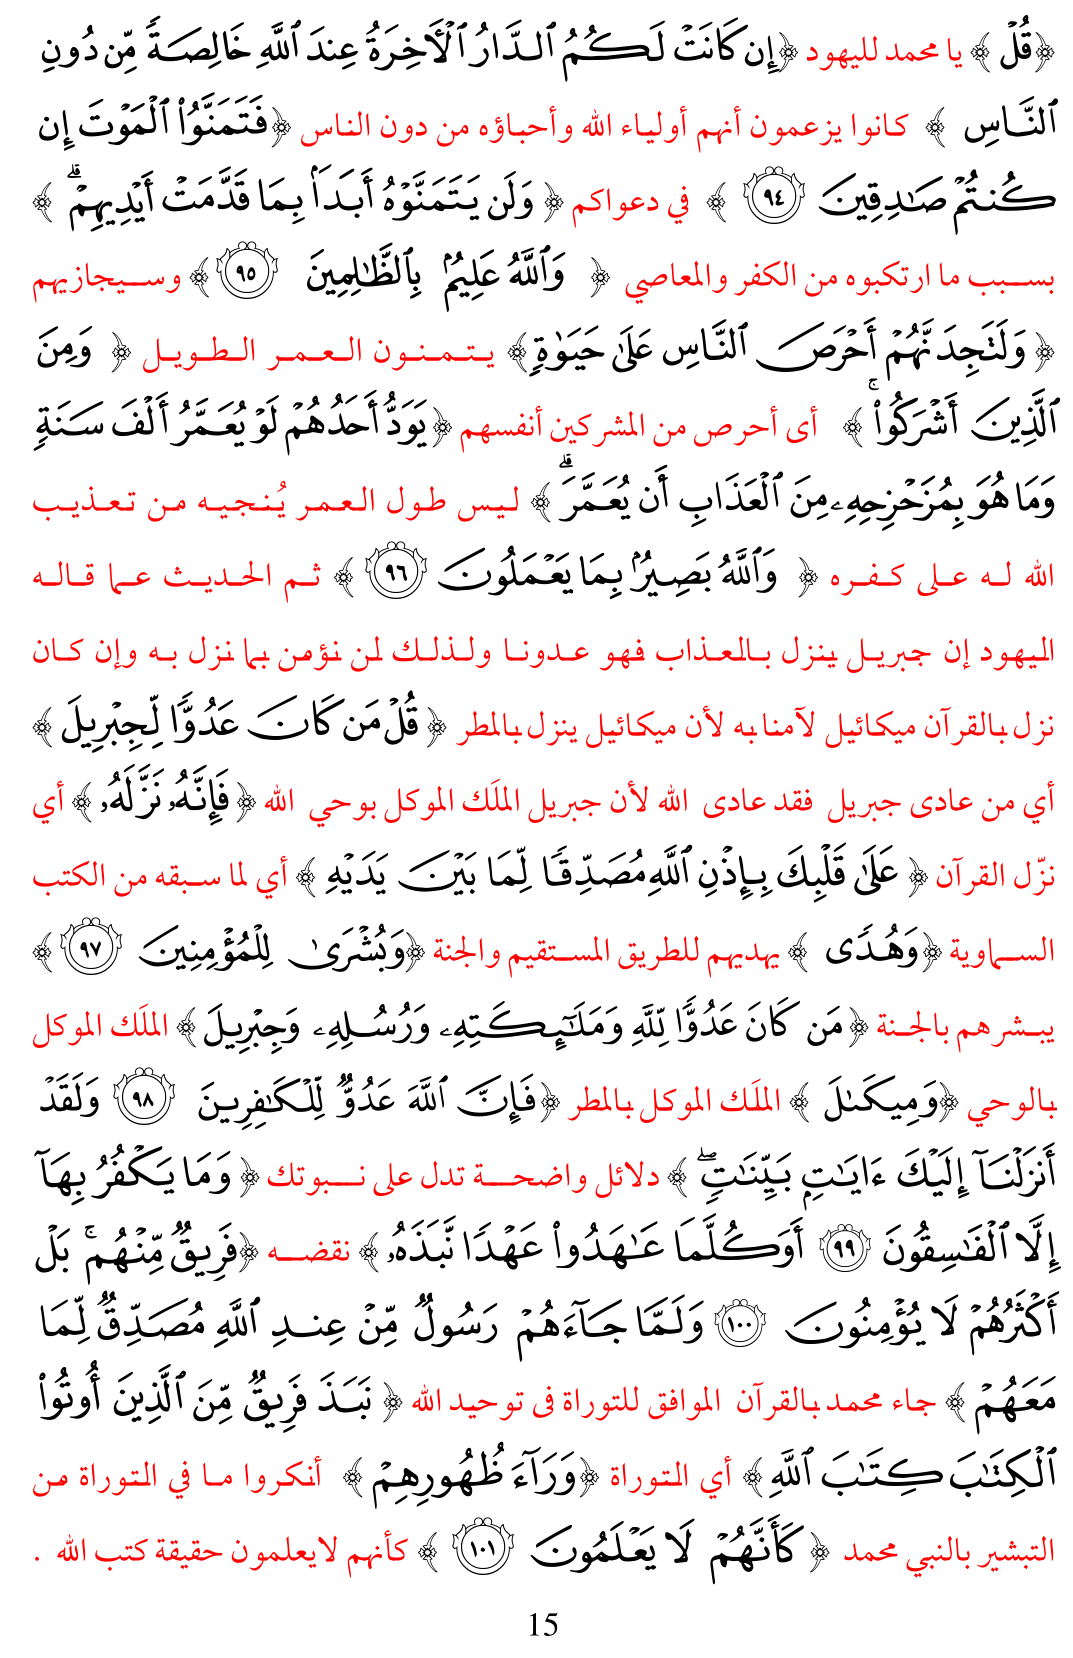 ﴿قُلْ﴾ يا محمد لليهود ﴿إِن كَانَتْ لَكُمُ ٱلدَّارُ ٱلْءَاخِرَةُ عِندَ ٱللَّهِ خَالِصَةً مِّن دُونِ
ٱلنَّاسِ﴾ كانوا يزعمون أنهم أولياء الله وأحباؤه من دون الناس ﴿فَتَمَنَّوُا۟ ٱلْمَوْتَ إِن
كُنتُمْ صَـٰدِقِينَ ٩٤﴾ في دعواكم ﴿وَلَن يَتَمَنَّوْهُ أَبَدًۢا بِمَا قَدَّمَتْ أَيْدِيهِمْ ۗ﴾
بسبب ما ارتكبوه من الكفر والمعاصي ﴿وَٱللَّهُ عَلِيمٌۢ بِٱلظَّـٰلِمِينَ ٩٥﴾ وسيجازيهم
﴿وَلَتَجِدَنَّهُمْ أَحْرَصَ ٱلنَّاسِ عَلَىٰ حَيَوٰةٍ﴾ يتمنون العمر الطويل ﴿وَمِنَ
ٱلَّذِينَ أَشْرَكُوا۟ ۚ﴾ أى أحرص من المشركين أنفسهم ﴿يَوَدُّ أَحَدُهُمْ لَوْ يُعَمَّرُ أَلْفَ سَنَةٍ
وَمَا هُوَ بِمُزَحْزِحِهِۦ مِنَ ٱلْعَذَابِ أَن يُعَمَّرَ ۗ﴾ ليس طول العمر يُنجيه من تعذيب
الله له على كفره ﴿وَٱللَّهُ بَصِيرٌۢ بِمَا يَعْمَلُونَ ٩٦﴾ ثم الحديث عما قاله
اليهود إن جبريل ينزل بالعذاب فهو عدونا ولذلك لن نؤمن بما نزل به وإن كان
نزل بالقرآن ميكائيل لآمنا به لأن ميكائيل ينزل بالمطر ﴿قُلْ مَن كَانَ عَدُوًّا لِّجِبْرِيلَ﴾
أي من عادى جبريل فقد عادى الله لأن جبريل الملَك الموكل بوحي الله ﴿فَإِنَّهُۥ نَزَّلَهُۥ﴾ أي
نزّل القرآن ﴿عَلَىٰ قَلْبِكَ بِإِذْنِ ٱللَّهِ مُصَدِّقًا لِّمَا بَيْنَ يَدَيْهِ﴾ أي لما سبقه من الكتب
السماوية ﴿وَهُدًى﴾ يهديهم للطريق المستقيم والجنة ﴿وَبُشْرَىٰ لِلْمُؤْمِنِينَ ٩٧﴾
يبشرهم بالجنة ﴿مَن كَانَ عَدُوًّا لِّلَّهِ وَمَلَـٰٓئِكَتِهِۦ وَرُسُلِهِۦ وَجِبْرِيلَ﴾ الملَك الموكل
بالوحي ﴿وَمِيكَىٰلَ﴾ الملَك الموكل بالمطر ﴿فَإِنَّ ٱللَّهَ عَدُوٌّ لِّلْكَـٰفِرِينَ ٩٨ وَلَقَدْ
أَنزَلْنَآ إِلَيْكَ ءَايَـٰتٍۭ بَيِّنَـٰتٍ ۖ﴾ دلائل واضحة تدل على نبوتك ﴿وَمَا يَكْفُرُ بِهَآ
إِلَّا ٱلْفَـٰسِقُونَ ٩٩ أَوَكُلَّمَا عَـٰهَدُوا۟ عَهْدًا نَّبَذَهُۥ﴾ نقضه ﴿فَرِيقٌ مِّنْهُم ۚ بَلْ
أَكْثَرُهُمْ لَا يُؤْمِنُونَ ١٠٠ وَلَمَّا جَآءَهُمْ رَسُولٌ مِّنْ عِندِ ٱللَّهِ مُصَدِّقٌ لِّمَا
مَعَهُمْ﴾ جاء محمد بالقرآن الموافق للتوراة فى توحيد الله ﴿نَبَذَ فَرِيقٌ مِّنَ ٱلَّذِينَ أُوتُوا۟
ٱلْكِتَـٰبَ كِتَـٰبَ ٱللَّهِ﴾ أي التوراة ﴿وَرَآءَ ظُهُورِهِمْ﴾ أنكروا ما في التوراة من
التبشير بالنبي محمد ﴿كَأَنَّهُمْ لَا يَعْلَمُونَ ١٠١﴾ كأنهم لايعلمون حقيقة كتب الله .
15